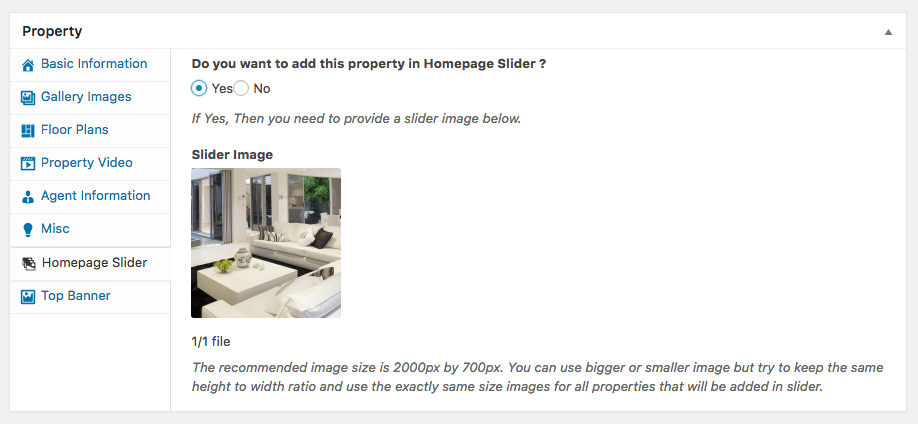 Property
Basic Information
Gallery Images
Floor Plans
Property Video
Agent Information
Misc
Homepage Slider
Top Banner
Do you want to add this property in Homepage Slider ?
Yes No
If Yes, Then you need to provide a slider image below.
Slider Image
1/1 file
The recommended image size is 2000px by 700px. You can use bigger or smaller image but try to keep the same
height to width ratio and use the exactly same size images for all properties that will be added in slider.